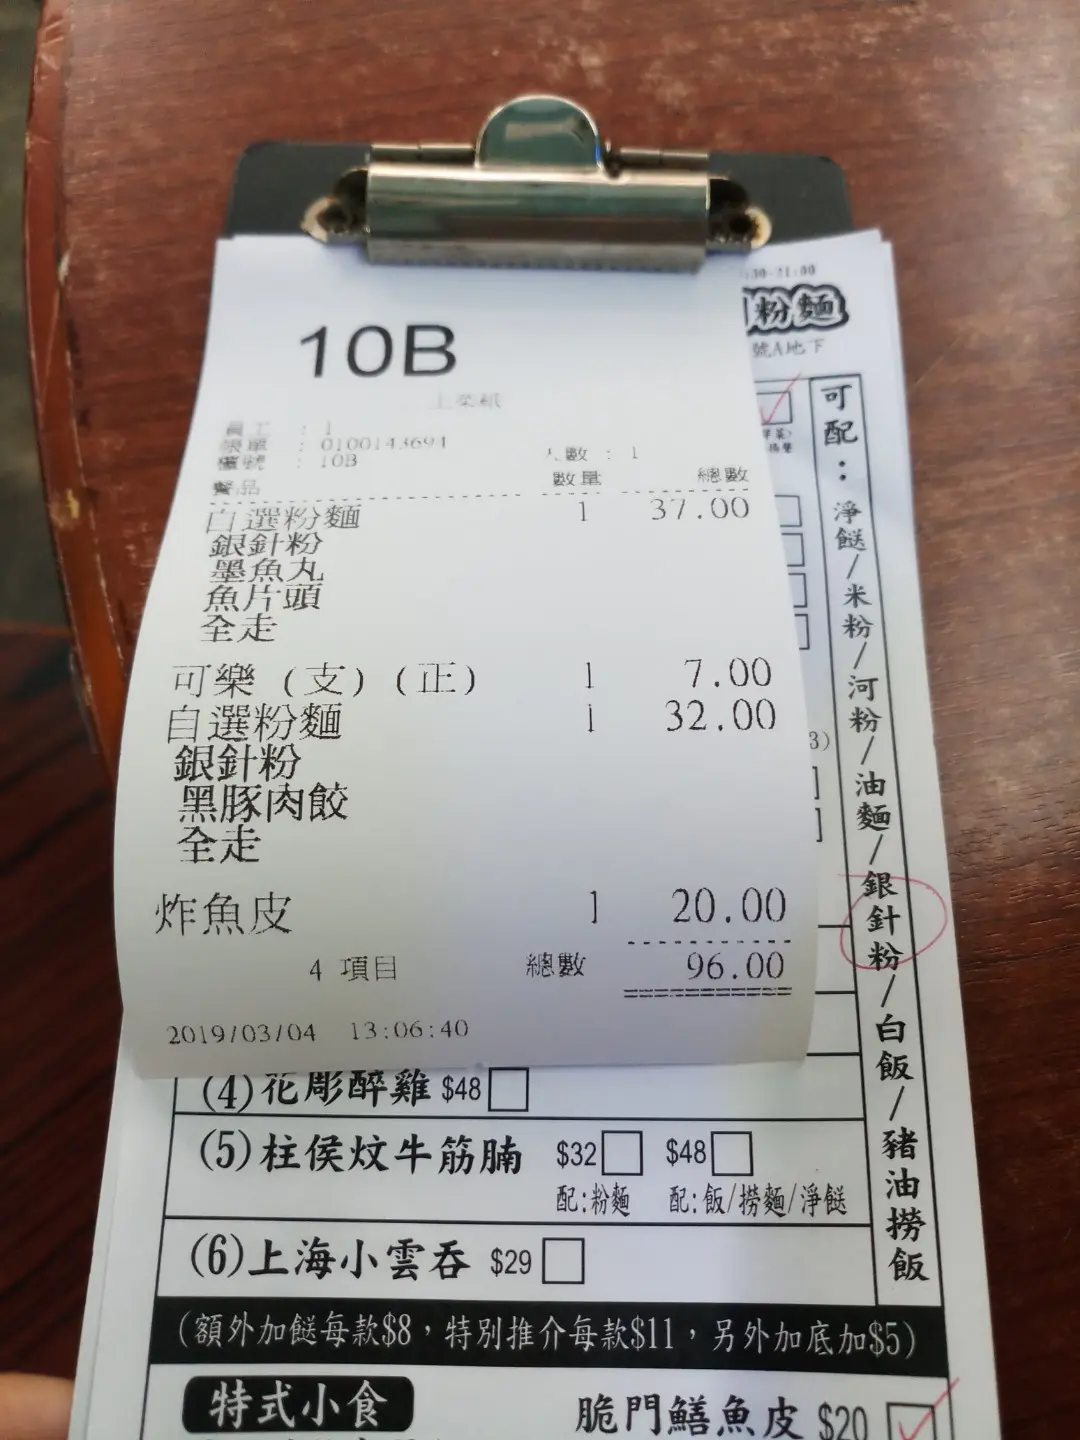 10B
上菜紙
員工 : 1
帳單 : 0100143694
檯號 : 10B
人數 : 1
餐品 數量 總數
自選粉麵 1 37.00
銀針粉
墨魚丸
魚片頭
全走
可樂 (支) (正) 1 7.00
自選粉麵 1 32.00
銀針粉
黑豚肉餃
全走
炸魚皮 1 20.00
4 項目 總數 96.00
2019/03/04 13:06:40
:30-21:00
粉麵
號A地下
可配：淨餸/米粉/河粉/油麵/銀針粉/白飯/豬油撈飯
3)
(4)花彫醉雞 $48
(5)柱侯炆牛筋腩 $32 $48
配:粉麵 配:飯/撈麵/淨餸
(6)上海小雲吞 $29
(額外加餸每款$8，特別推介每款$11，另外加底加$5)
特式小食
脆門鱔魚皮 $20